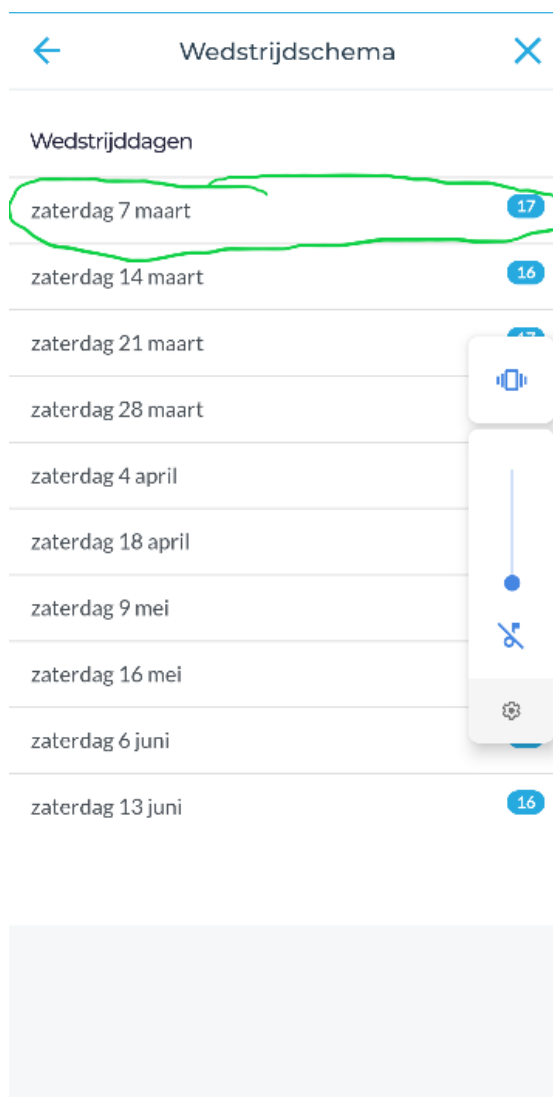 Wedstrijdschema
Wedstrijddagen
zaterdag 7 maart 17
zaterdag 14 maart 16
zaterdag 21 maart
zaterdag 28 maart
zaterdag 4 april
zaterdag 18 april
zaterdag 9 mei
zaterdag 16 mei
zaterdag 6 juni
zaterdag 13 juni 16